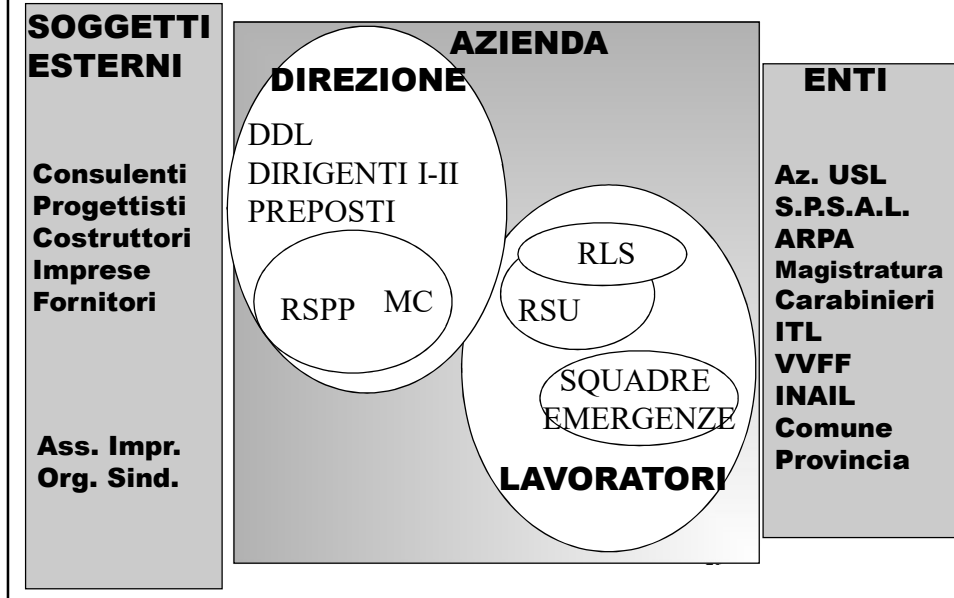 SOGGETTI
ESTERNI
Consulenti
Progettisti
Costruttori
Imprese
Fornitori
Ass. Impr.
Org. Sind.
AZIENDA
DIREZIONE
DDL
DIRIGENTI I-II
PREPOSTI
RSPP MC
RLS
RSU
SQUADRE
EMERGENZE
LAVORATORI
ENTI
Az. USL
S.P.S.A.L.
ARPA
Magistratura
Carabinieri
ITL
VVFF
INAIL
Comune
Provincia